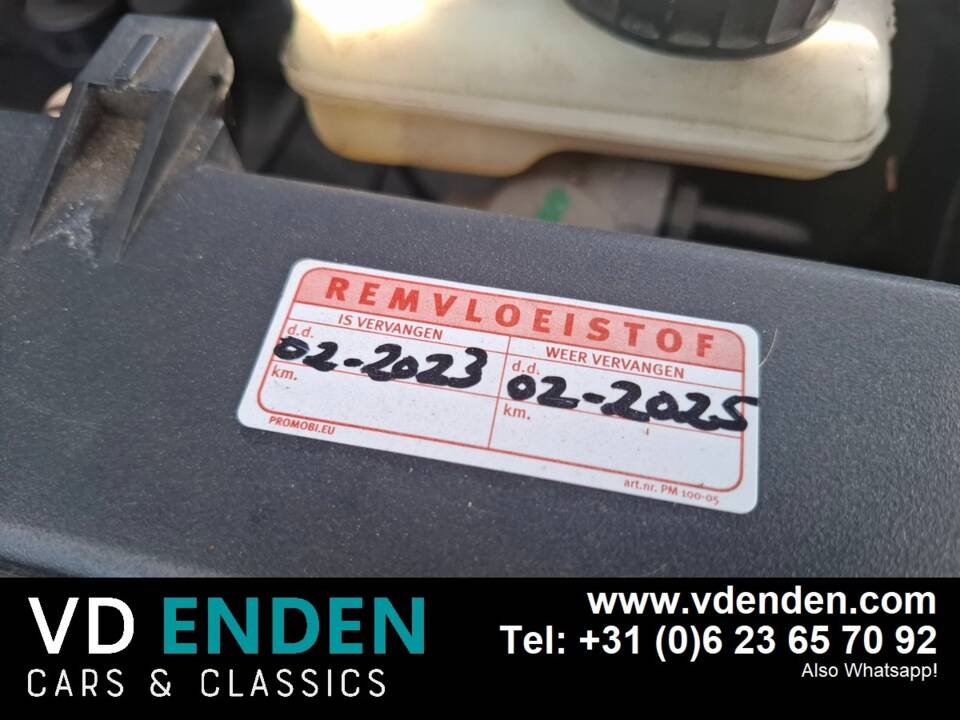 REMVLOEISTOF
IS VERVANGEN
WEER VERVANGEN
d.d.
02-2023
d.d.
02-2025
km.
km.
PROMOBI.EU
art.nr. PM 100-05
VD ENDEN
CARS & CLASSICS
www.vdenden.com
Tel: +31 (0)6 23 65 70 92
Also Whatsapp!